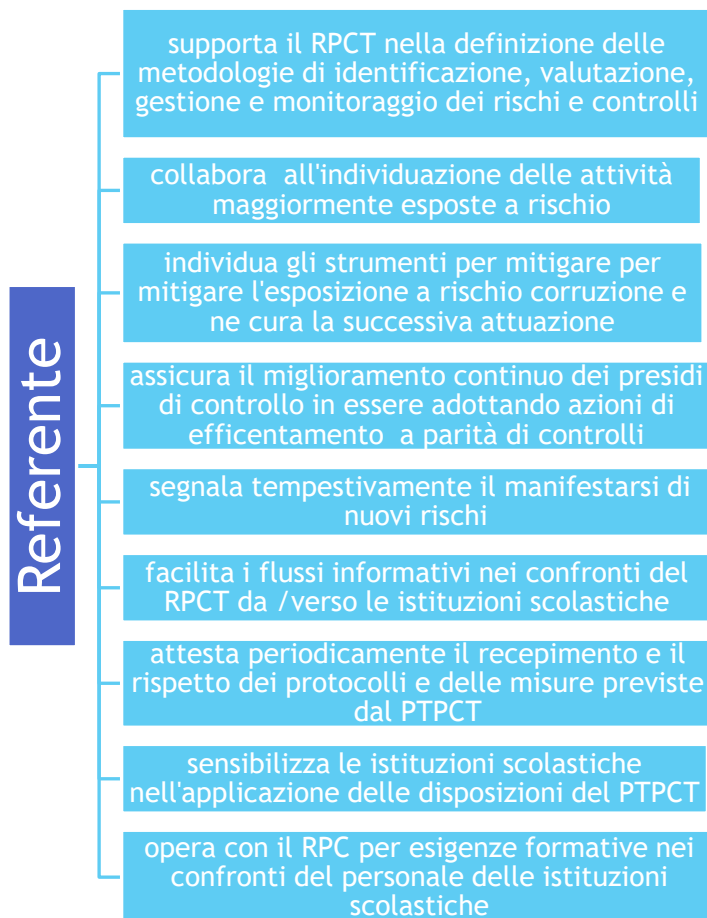 Referente
supporta il RPCT nella definizione delle
metodologie di identificazione, valutazione,
gestione e monitoraggio dei rischi e controlli
collabora  all'individuazione delle attività
maggiormente esposte a rischio
individua gli strumenti per mitigare per
mitigare l'esposizione a rischio corruzione e
ne cura la successiva attuazione
assicura il miglioramento continuo dei presidi
di controllo in essere adottando azioni di
efficentamento  a parità di controlli
segnala tempestivamente il manifestarsi di
nuovi rischi
facilita i flussi informativi nei confronti del
RPCT da /verso le istituzioni scolastiche
attesta periodicamente il recepimento e il
rispetto dei protocolli e delle misure previste
dal PTPCT
sensibilizza le istituzioni scolastiche
nell'applicazione delle disposizioni del PTPCT
opera con il RPC per esigenze formative nei
confronti del personale delle istituzioni
scolastiche